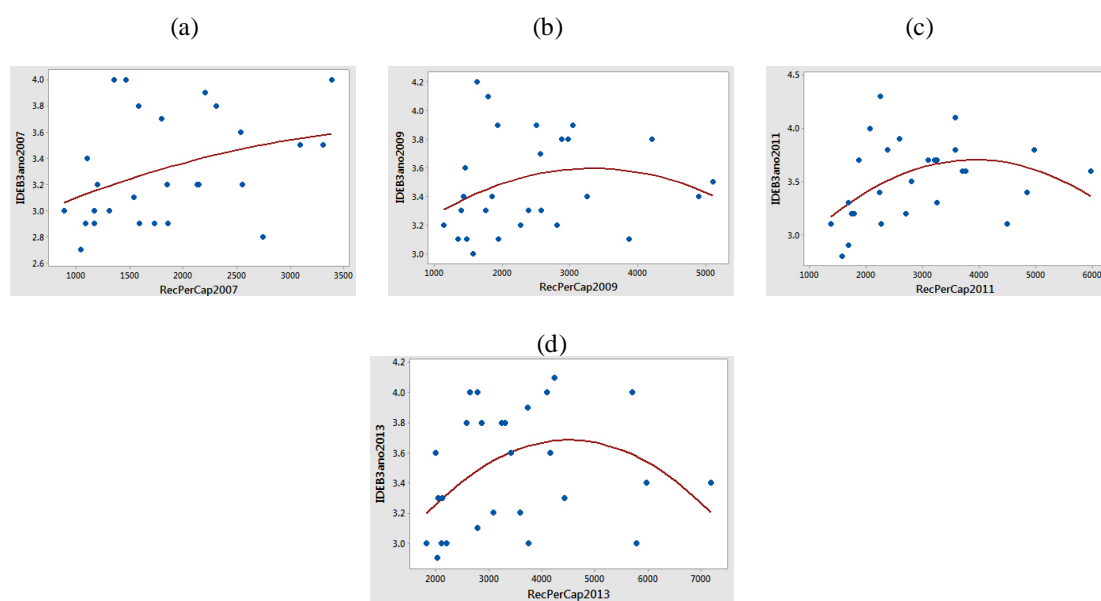 (a)
4.0
3.8
3.6
3.4
3.2
3.0
2.8
2.6
IDEB3ano2007
1000 1500 2000 2500 3000 3500
RecPerCap2007
(b)
4.2
4.0
3.8
3.6
3.4
3.2
3.0
IDEB3ano2009
1000 2000 3000 4000 5000
RecPerCap2009
(c)
4.5
4.0
3.5
3.0
IDEB3ano2011
1000 2000 3000 4000 5000 6000
RecPerCap2011
(d)
4.2
4.0
3.8
3.6
3.4
3.2
3.0
IDEB3ano2013
2000 3000 4000 5000 6000 7000
RecPerCap2013